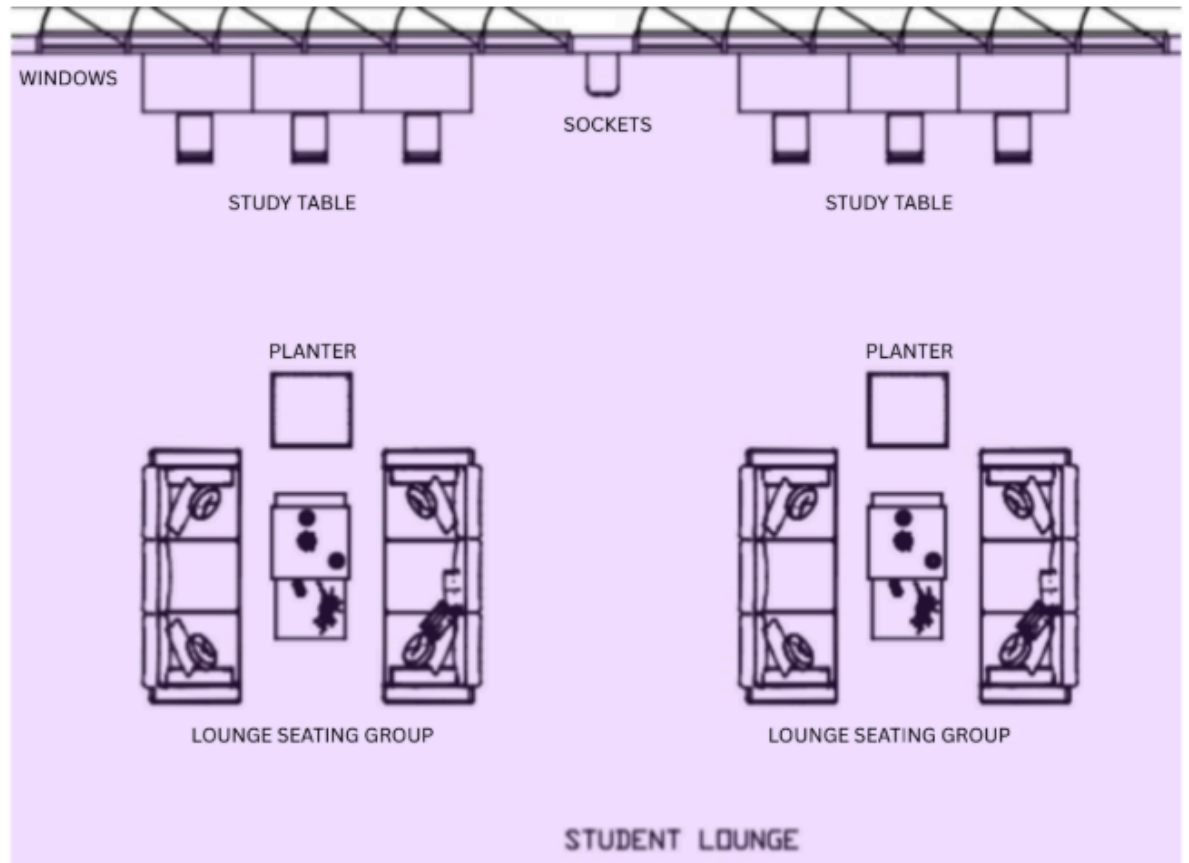 WINDOWS
SOCKETS
STUDY TABLE
STUDY TABLE
PLANTER
PLANTER
LOUNGE SEATING GROUP
LOUNGE SEATING GROUP
STUDENT LOUNGE